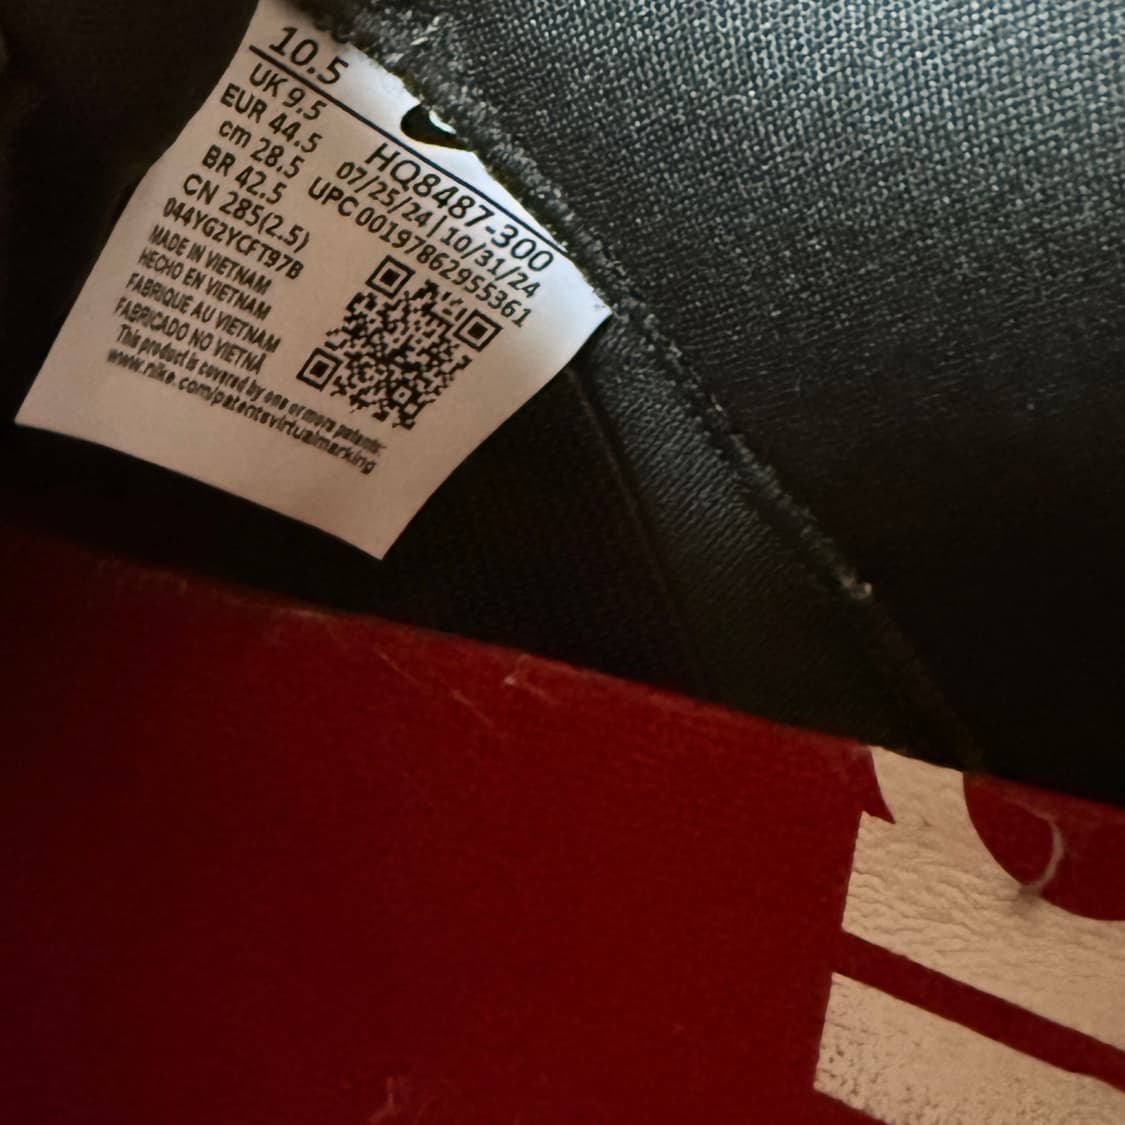 10.5
UK 9.5
EUR 44.5
cm 28.5
BR 42.5
CN 285(2.5)
044YG2YCFT97B
HQ8487-300
07/25/24 | 10/31/24
UPC 00197862955361
MADE IN VIETNAM
HECHO EN VIETNAM
FABRIQUE AU VIETNAM
FABRICADO NO VIETNÃ
This product is covered by one or more patents:
www.nike.com/patentsvirtualmarking